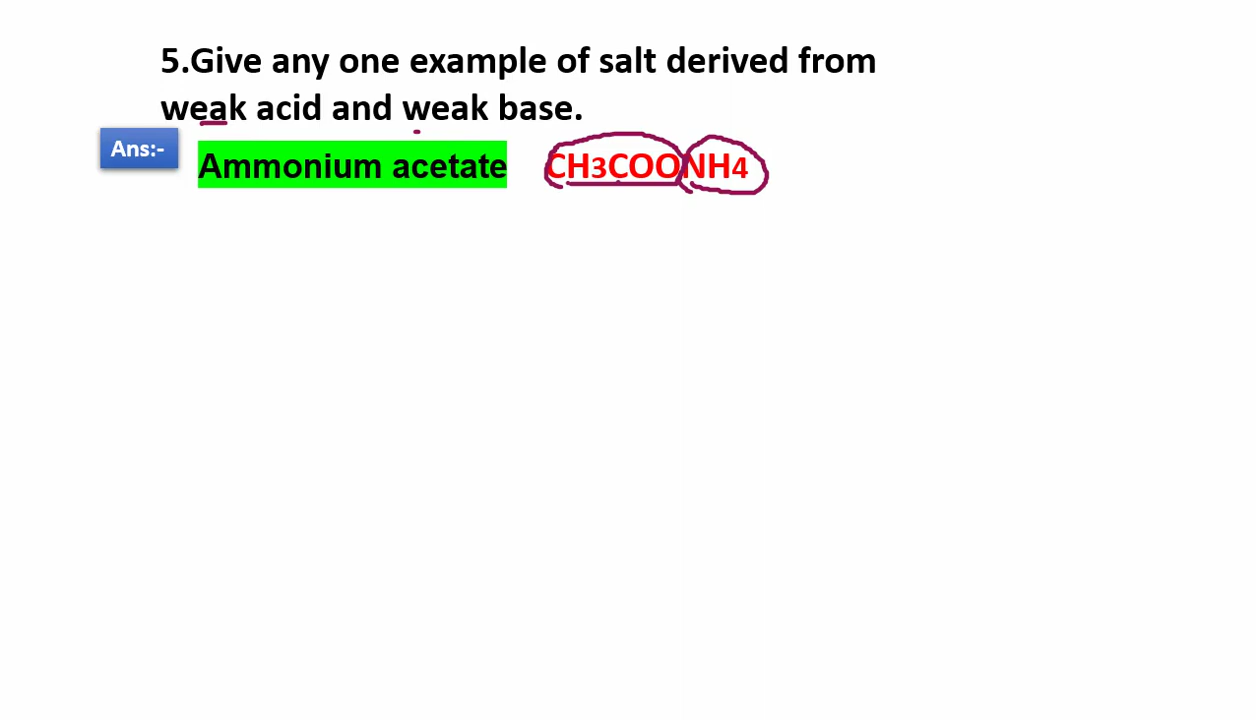 5.Give any one example of salt derived from
weak acid and weak base.
Ans:- Ammonium acetate CH3COONH4